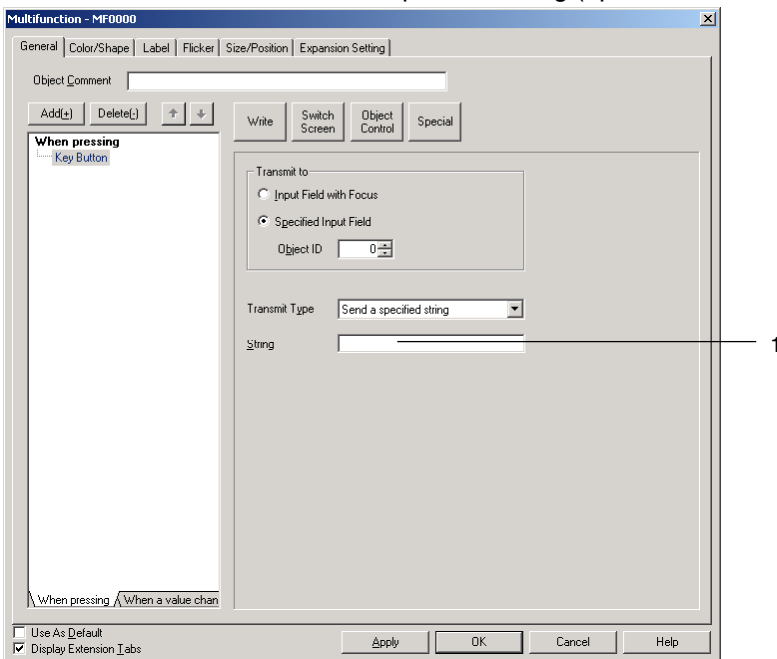 Multifunction - MF0000
General Color/Shape Label Flicker Size/Position Expansion Setting
Object Comment
Add(+) Delete(-)
Write Switch Screen Object Control Special
When pressing
Key Button
Transmit to
Input Field with Focus
Specified Input Field
Object ID 0
Transmit Type Send a specified string
String
1
When pressing When a value chan
Use As Default
Display Extension Tabs
Apply OK Cancel Help